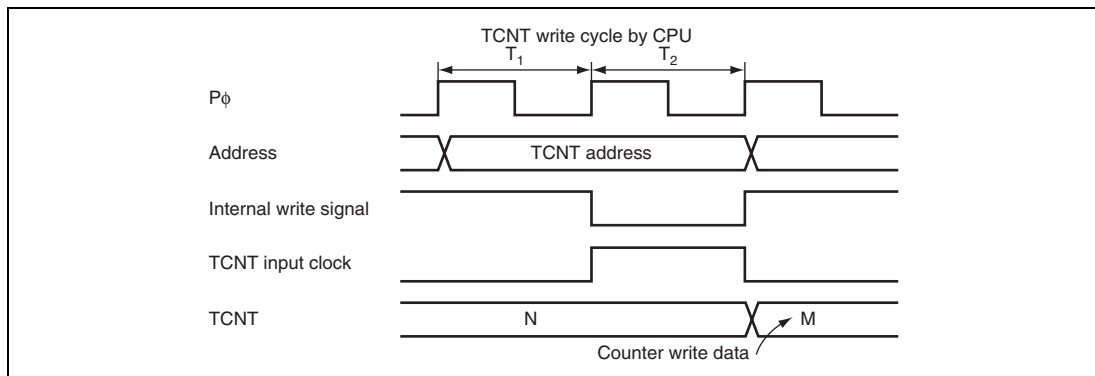 TCNT write cycle by CPU
T1 T2
Pϕ
Address TCNT address
Internal write signal
TCNT input clock
TCNT N M
Counter write data